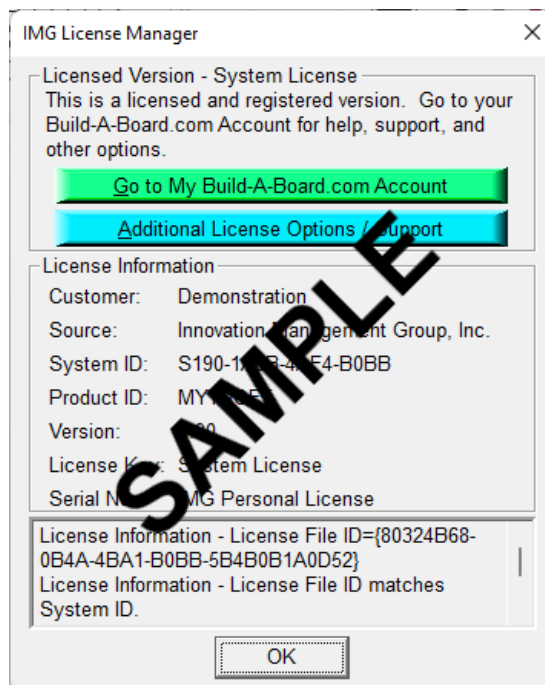 IMG License Manager
Licensed Version - System License
This is a licensed and registered version. Go to your
Build-A-Board.com Account for help, support, and
other options.
Go to My Build-A-Board.com Account
Additional License Options / Support
License Information
Customer: Demonstration
Source: Innovation Management Group, Inc.
System ID:
Product ID:
Version:
License Key: System License
Serial IMG Personal License
SAMPLE
License Information - License File ID={80324B68-
0B4A-4BA1-B0BB-5B4B0B1A0D52}
License Information - License File ID matches
System ID.
OK